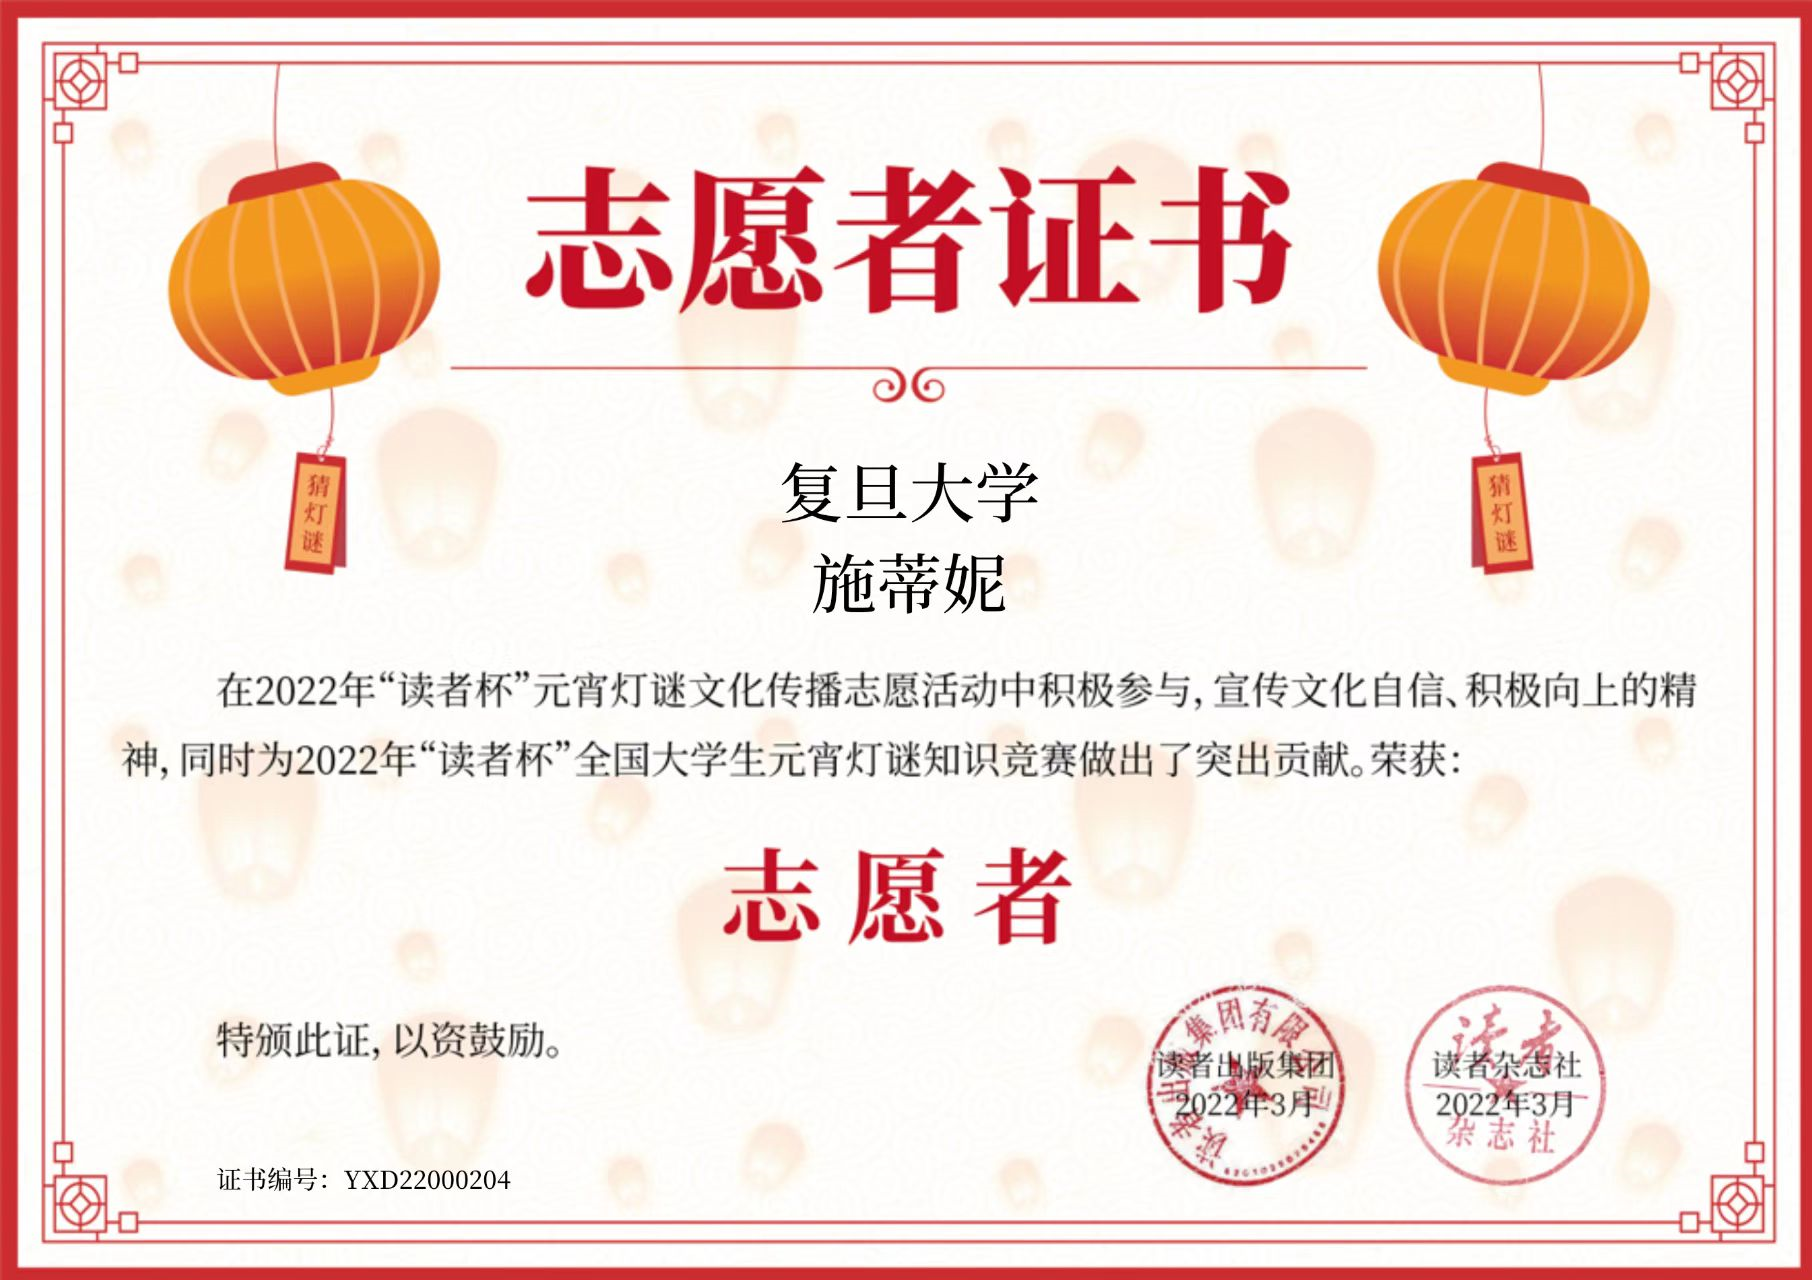 志愿者证书
猜灯谜
猜灯谜
复旦大学
施蒂妮
在2022年“读者杯”元宵灯谜文化传播志愿活动中积极参与，宣传文化自信、积极向上的精
神，同时为2022年“读者杯”全国大学生元宵灯谜知识竞赛做出了突出贡献。荣获：
志愿者
特颁此证，以资鼓励。
读者出版集团有限公司
读者出版集团
2022年3月
读者
读者杂志社
2022年3月
杂志社
证书编号：YXD22000204